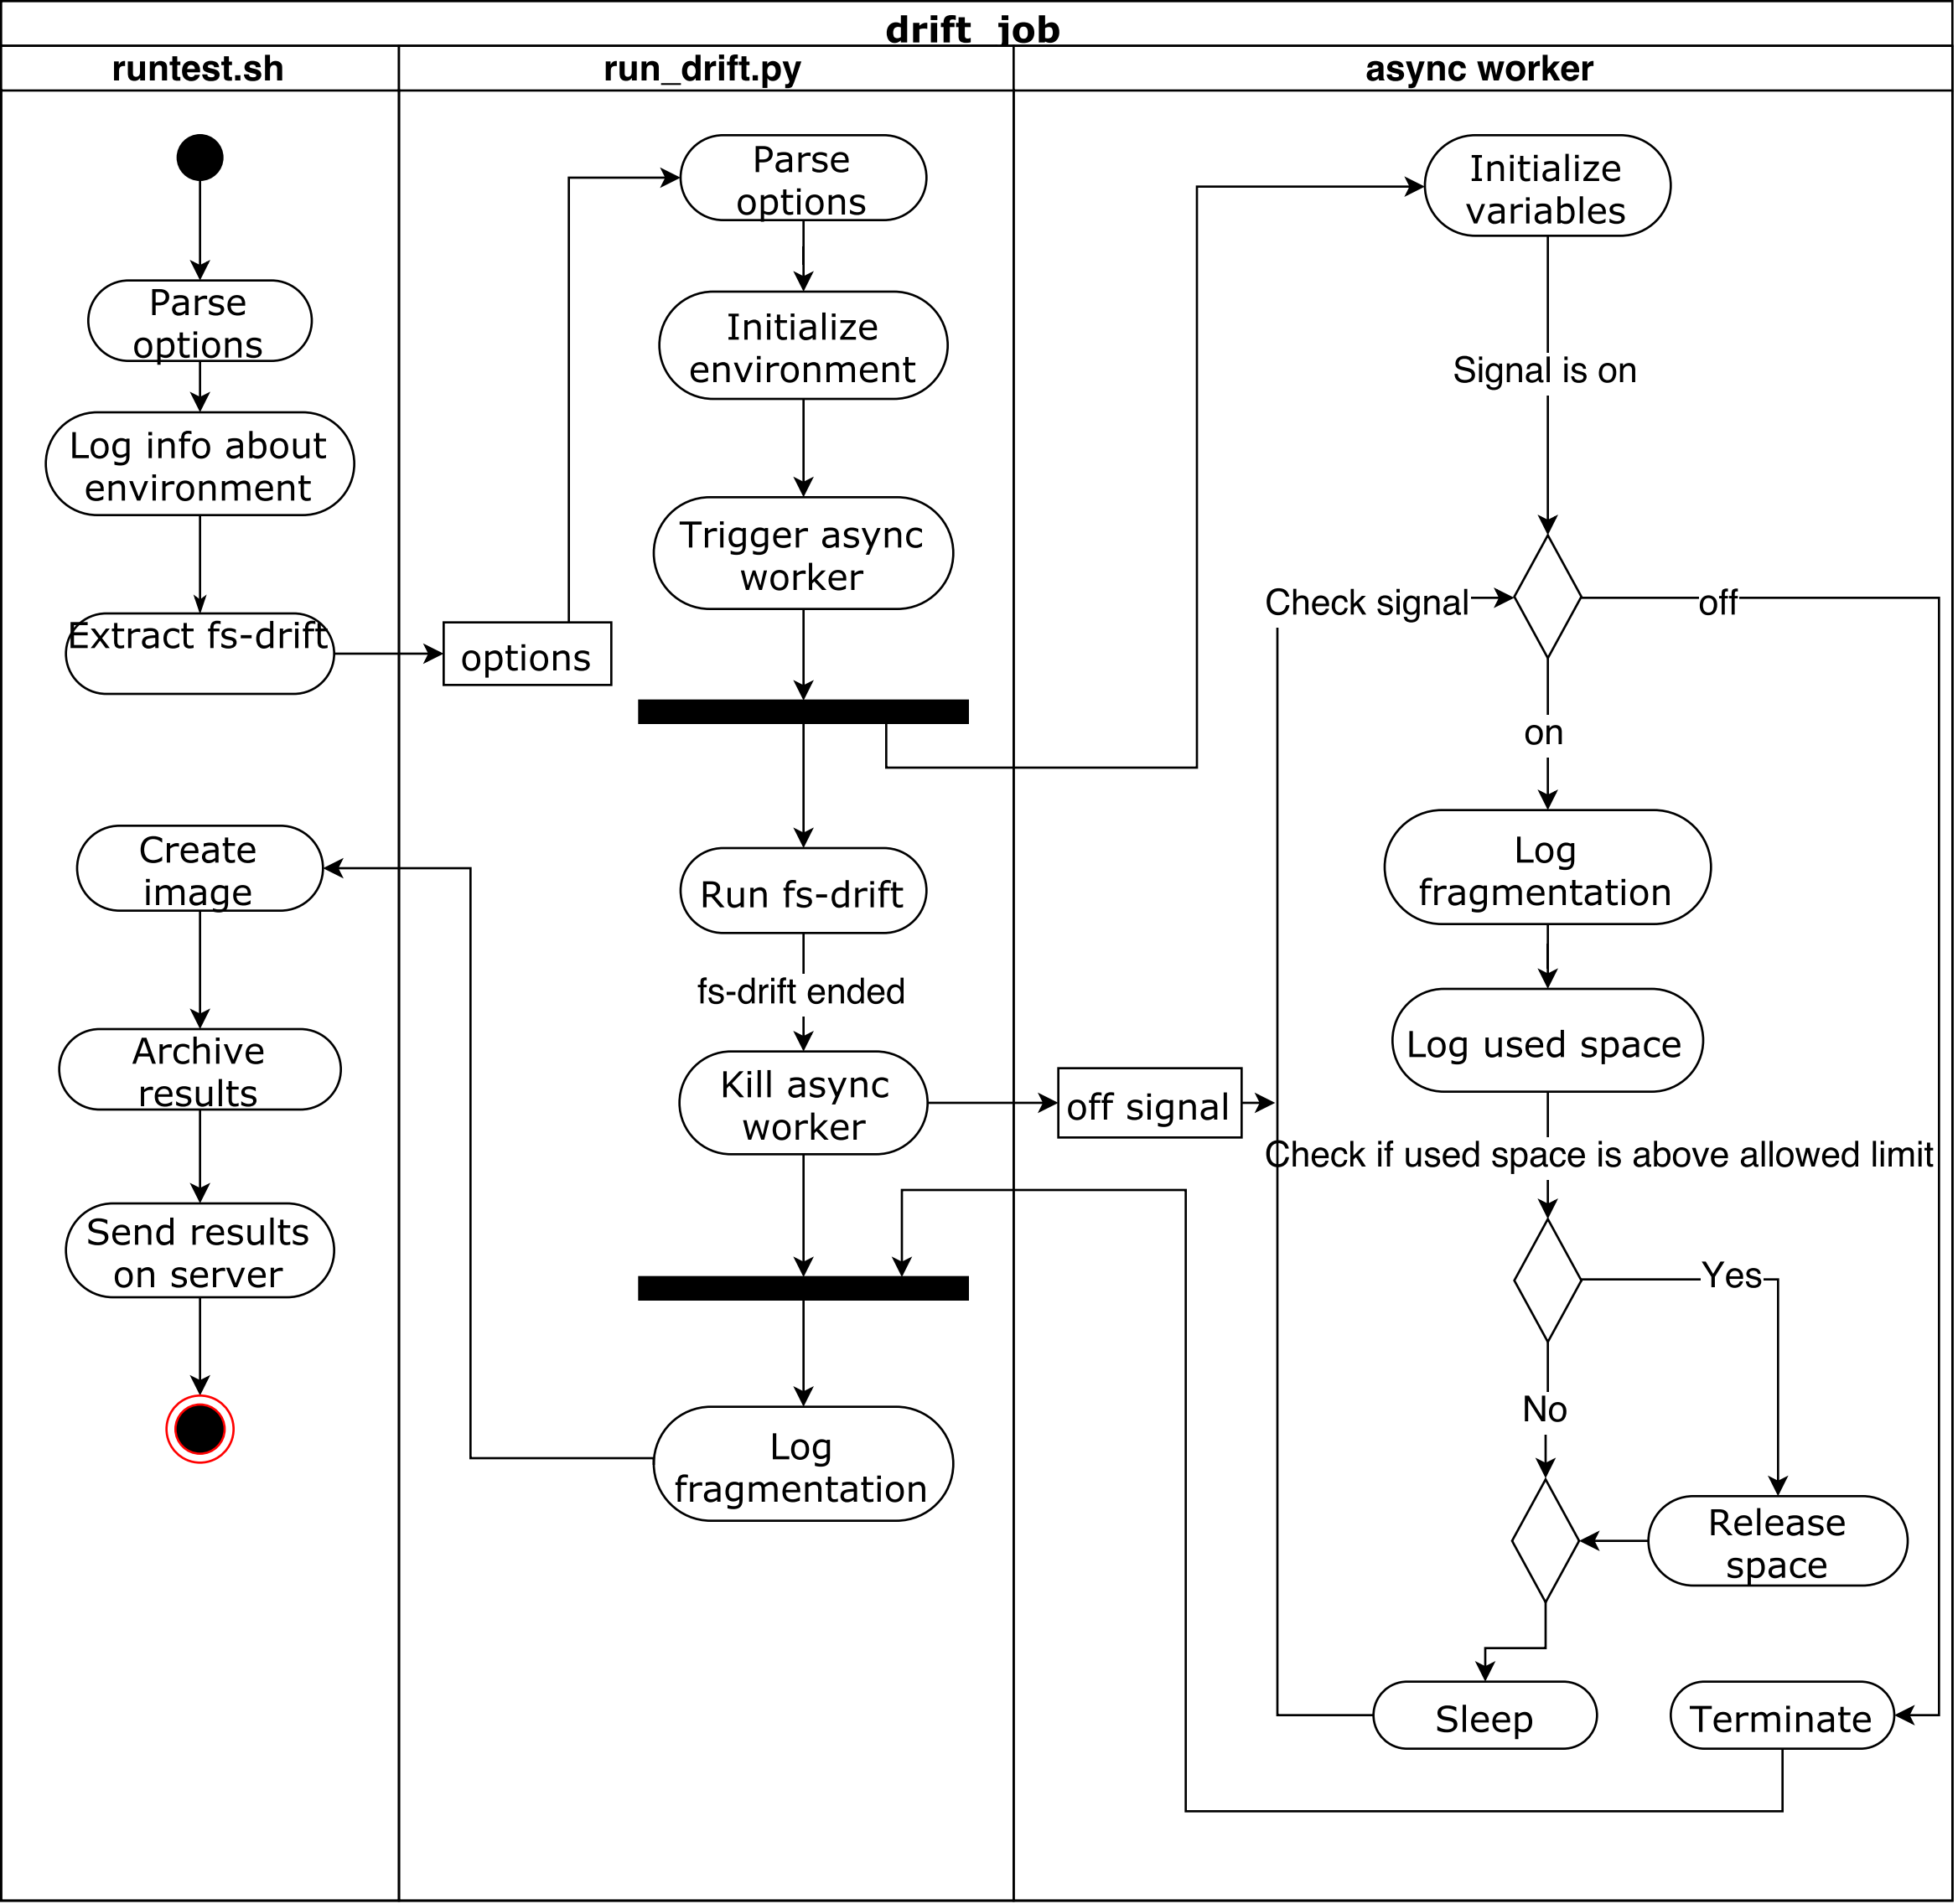 drift job
runtest.sh
run_drift.py
async worker
Parse
options
Log info about
environment
Extract fs-drift
Create
image
Archive
results
Send results
on server
options
Parse
options
Initialize
environment
Trigger async
worker
Run fs-drift
fs-drift ended
Kill async
worker
Log
fragmentation
off signal
Initialize
variables
Signal is on
Check signal
off
on
Log
fragmentation
Log used space
Check if used space is above allowed limit
Yes
No
Release
space
Sleep
Terminate